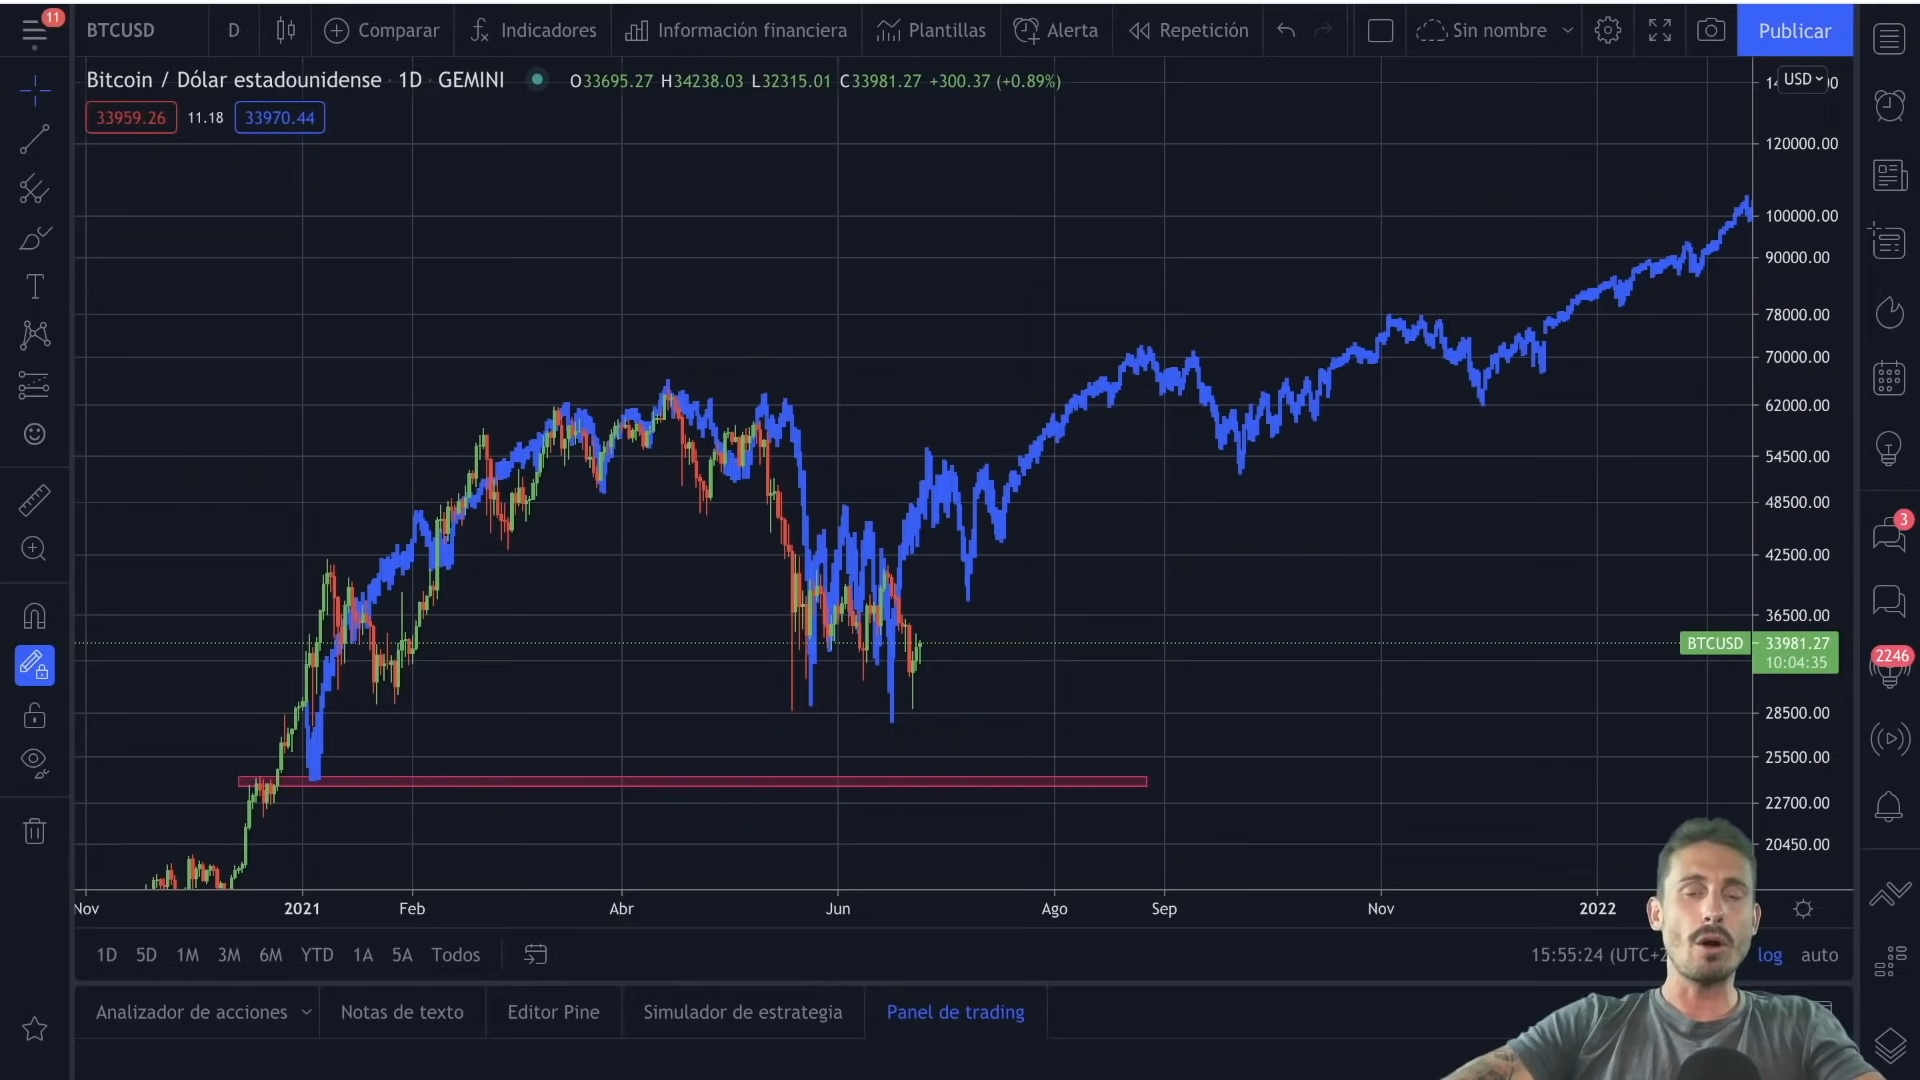 11
BTCUSD D Comparar Indicadores Información financiera Plantillas Alerta Repetición Sin nombre Publicar
Bitcoin / Dólar estadounidense · 1D · GEMINI O33695.27 H34238.03 L32315.01 C33981.27 +300.37 (+0.89%)
USD
33959.26 11.18 33970.44
120000.00
100000.00
90000.00
78000.00
70000.00
62000.00
54500.00
48500.00
3
42500.00
36500.00
BTCUSD 33981.27
10:04:35
2246
28500.00
25500.00
22700.00
20450.00
Nov 2021 Feb Abr Jun Ago Sep Nov 2022
1D 5D 1M 3M 6M YTD 1A 5A Todos 15:55:24 (UTC+2 log auto
Analizador de acciones Notas de texto Editor Pine Simulador de estrategia Panel de trading